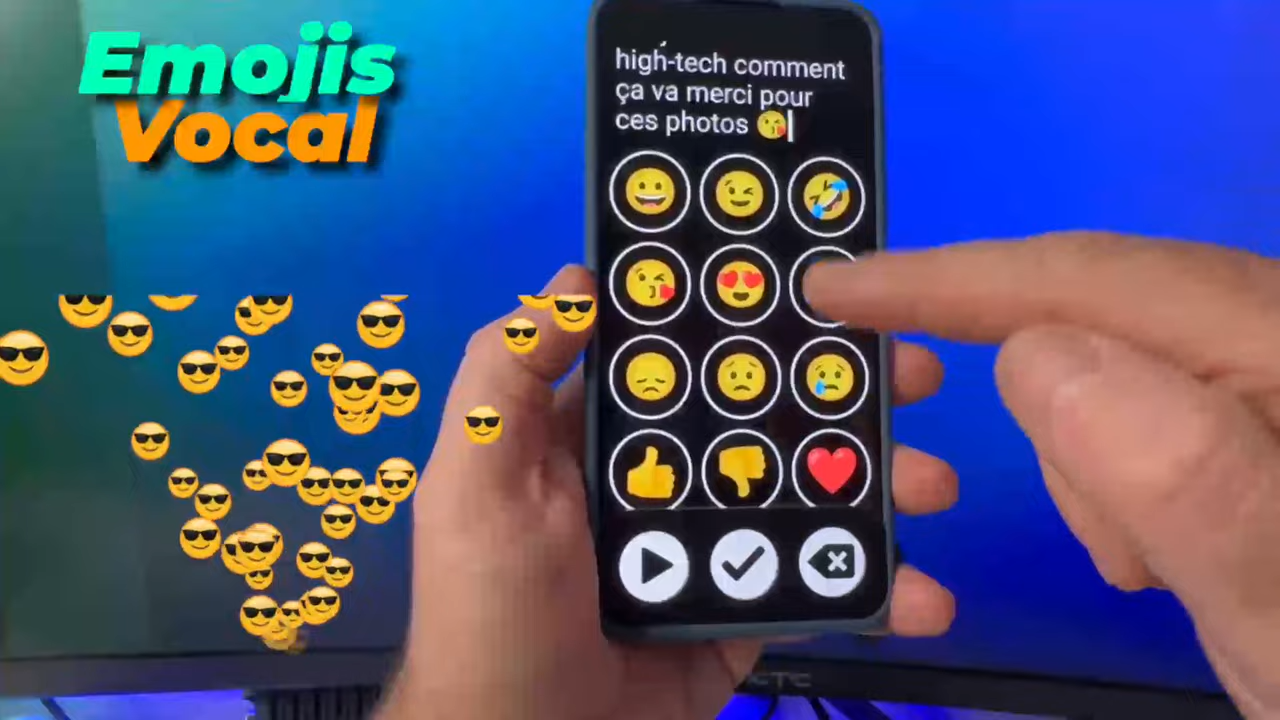 Emojis
Vocal
high-tech comment
ça va merci pour
ces photos 😘